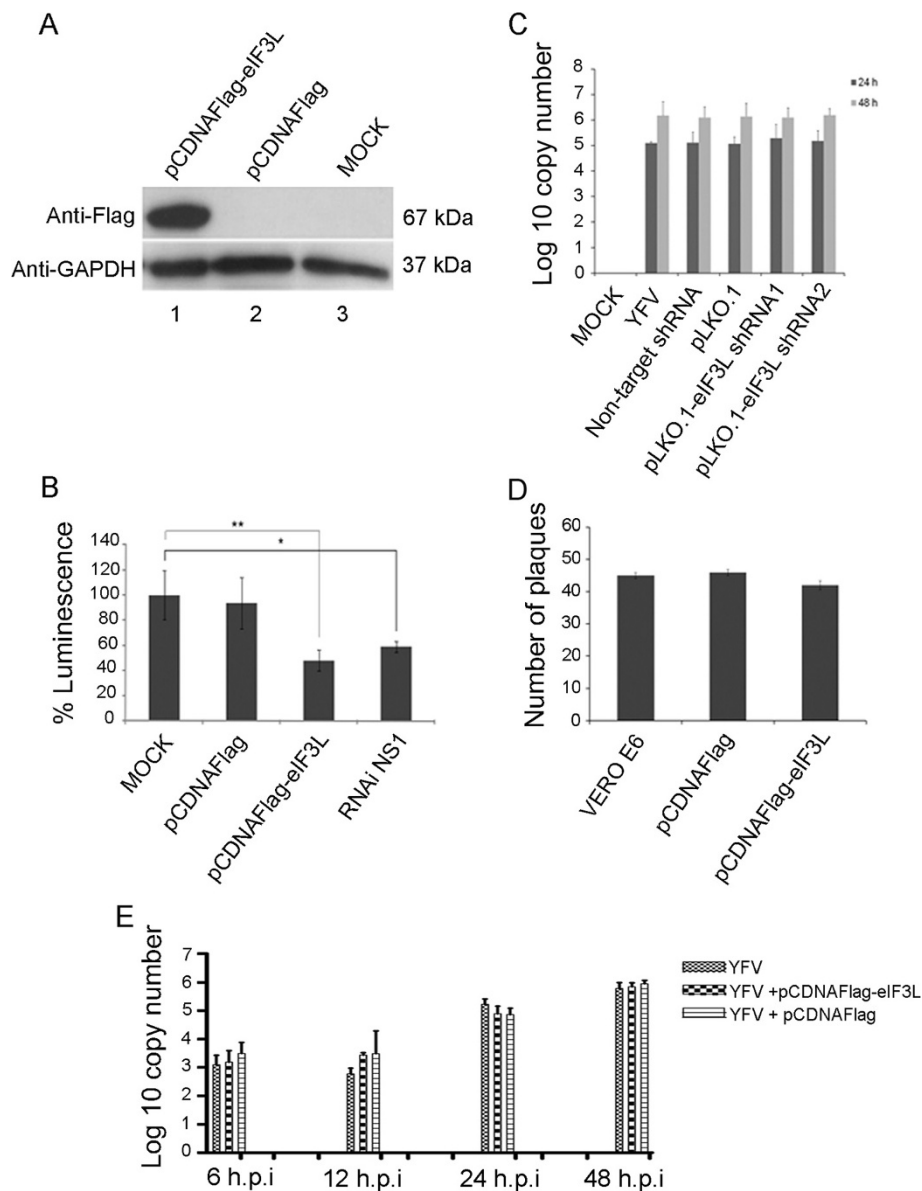 A
pCDNAFlag-eIF3L
pCDNAFlag
MOCK
Anti-Flag
67 kDa
Anti-GAPDH
37 kDa
1 2 3
B
% Luminescence
140
120
100
80
60
40
20
0
**
*
MOCK
pCDNAFlag
pCDNAFlag-eIF3L
RNAi NS1
C
Log 10 copy number
8
7
6
5
4
3
2
1
0
24 h
48 h
MOCK
YFV
Non-target shRNA
pLKO.1
pLKO.1-eIF3L shRNA1
pLKO.1-eIF3L shRNA2
D
Number of plaques
60
50
40
30
20
10
0
VERO E6
pCDNAFlag
pCDNAFlag-eIF3L
E
Log 10 copy number
7
6
5
4
3
2
1
0
6 h.p.i
12 h.p.i
24 h.p.i
48 h.p.i
YFV
YFV +pCDNAFlag-eIF3L
YFV + pCDNAFlag